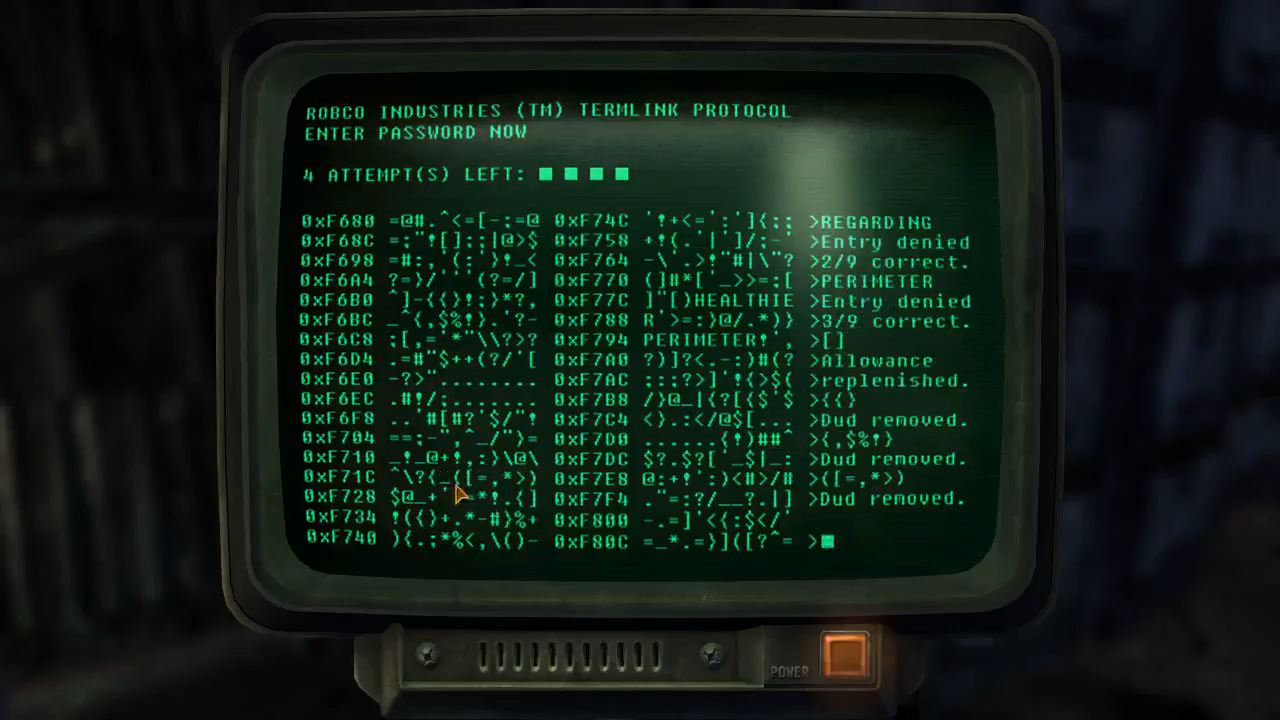 ROBCO INDUSTRIES (TM) TERMLINK PROTOCOL
ENTER PASSWORD NOW
4 ATTEMPT(S) LEFT: ■ ■ ■ ■
0xF680 =@#.^<=[-;=@ 0xF74C '!+<=':']{;; >REGARDING
0xF68C =;"![]:;|@>$ 0xF758 +!(._|']/;-_ >Entry denied
0xF698 =#:,'(:'}!_< 0xF764 -\'.>!"#|\"? >2/9 correct.
0xF6A4 ?=}/'''(?=/] 0xF770 (]#*['_>>=;[ >PERIMETER
0xF6B0 ^]-{{}!;}*?, 0xF77C ]"[)HEALTHIE >Entry denied
0xF6BC _^{,$%!}.'?- 0xF788 R'>=:}@/.*)} >3/9 correct.
0xF6C8 ;[,='*"\\?>? 0xF794 PERIMETER!', >[]
0xF6D4 .=#"$++(?/'[ 0xF7A0 ?)]?<.-:)#(? >Allowance
0xF6E0 -?>"........ 0xF7AC :;:?>]'!{>$( replenished.
0xF6EC .#!/;....... 0xF7B8 /}@_|{?[{$'$ >{{}
0xF6F8 ..'#[#?'$/"! 0xF7C4 <}.:</@$[... >Dud removed.
0xF704 ==;-",^_/"}= 0xF7D0 ......{!)##^ >{,$%!}
0xF710 _!_@+!,:}\@\ 0xF7DC $?.$?['_$|_: >Dud removed.
0xF71C ^\?{_([=,*>) 0xF7E8 @:+!':)<#>/# >([=,*>)
0xF728 $@_+' =*!.{] 0xF7F4 ."=:?/__?.|] >Dud removed.
0xF734 !({}+.*-#}%+ 0xF800 -.=]'<{:$</'
0xF740 ){.;*%<,\()- 0xF80C =_*.=}]([?^= >■